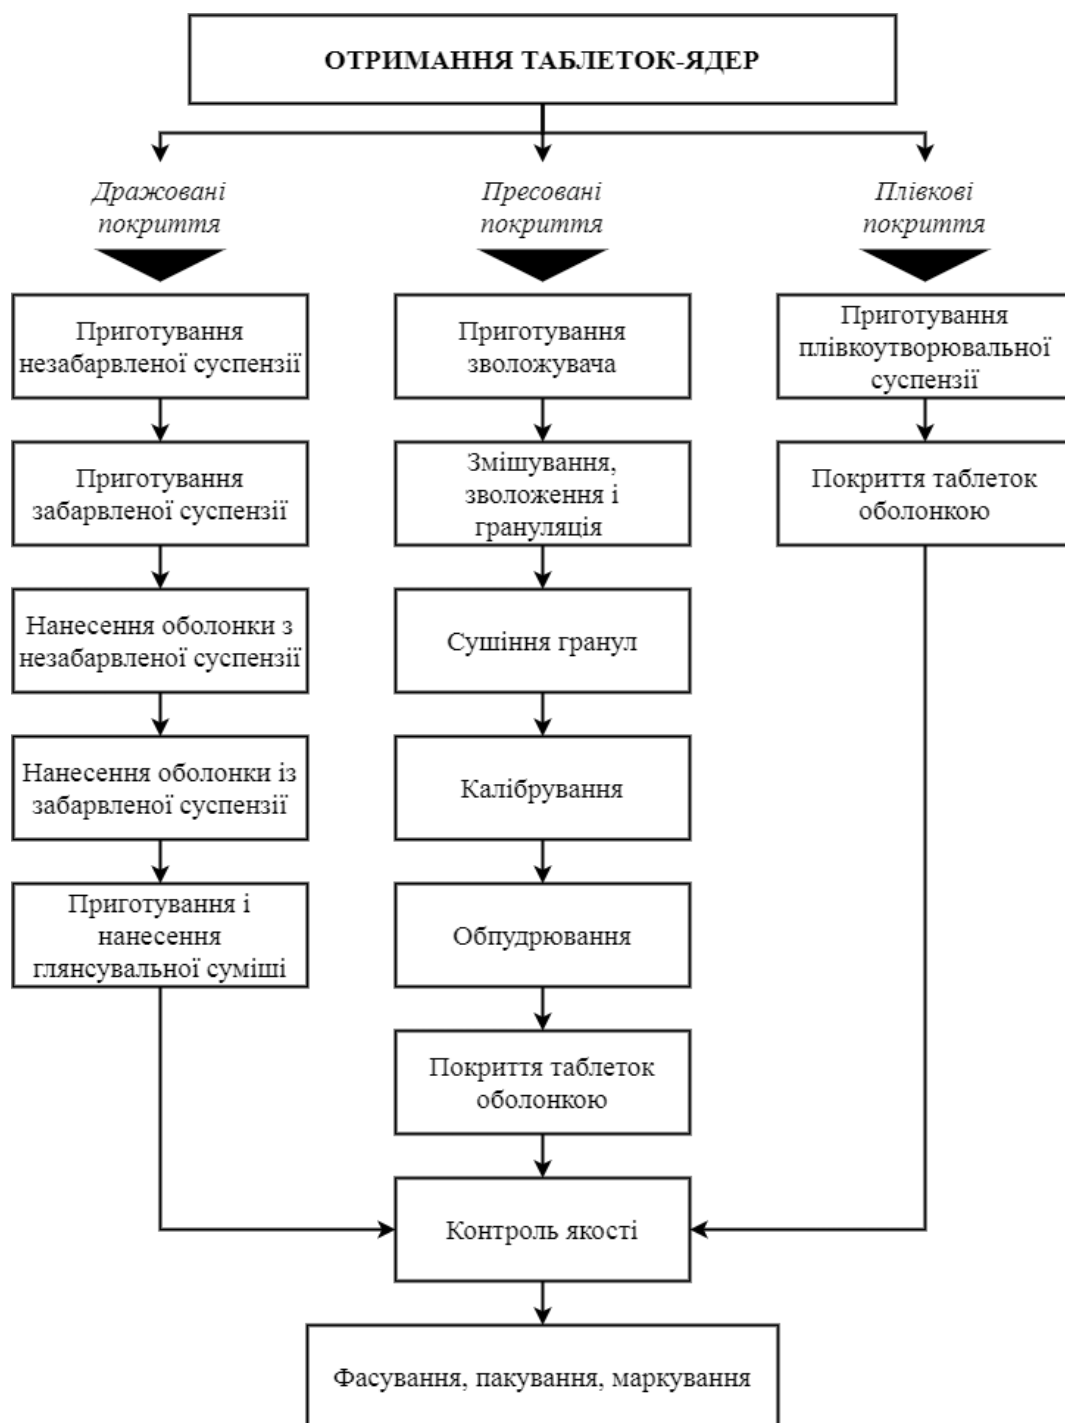 ОТРИМАННЯ ТАБЛЕТОК-ЯДЕР
Дражовані
покриття
Пресовані
покриття
Плівкові
покриття
Приготування
незабарвленої суспензії
Приготування
зволожувача
Приготування
плівкоутворювальної
суспензії
Приготування
забарвленої суспензії
Змішування,
зволоження і
грануляція
Покриття таблеток
оболонкою
Нанесення оболонки з
незабарвленої суспензії
Сушіння гранул
Нанесення оболонки із
забарвленої суспензії
Калібрування
Приготування і
нанесення
глянсувальної суміші
Обпудрювання
Покриття таблеток
оболонкою
Контроль якості
Фасування, пакування, маркування